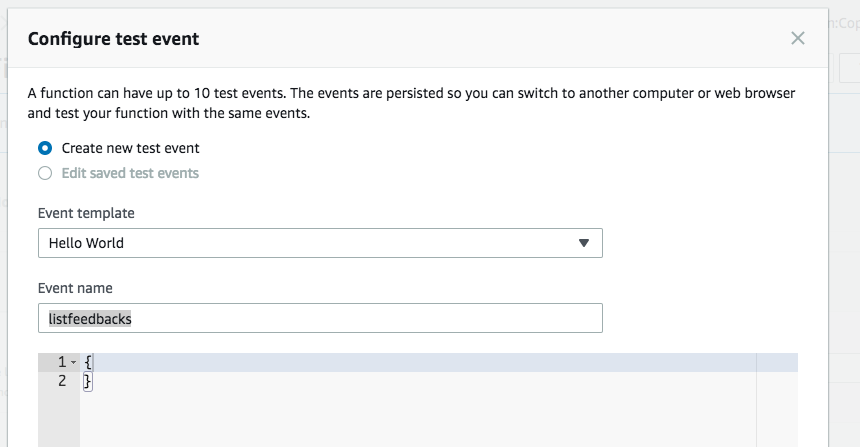 Configure test event
A function can have up to 10 test events. The events are persisted so you can switch to another computer or web browser
and test your function with the same events.
Create new test event
Edit saved test events
Event template
Hello World
Event name
listfeedbacks
1 {
2 }